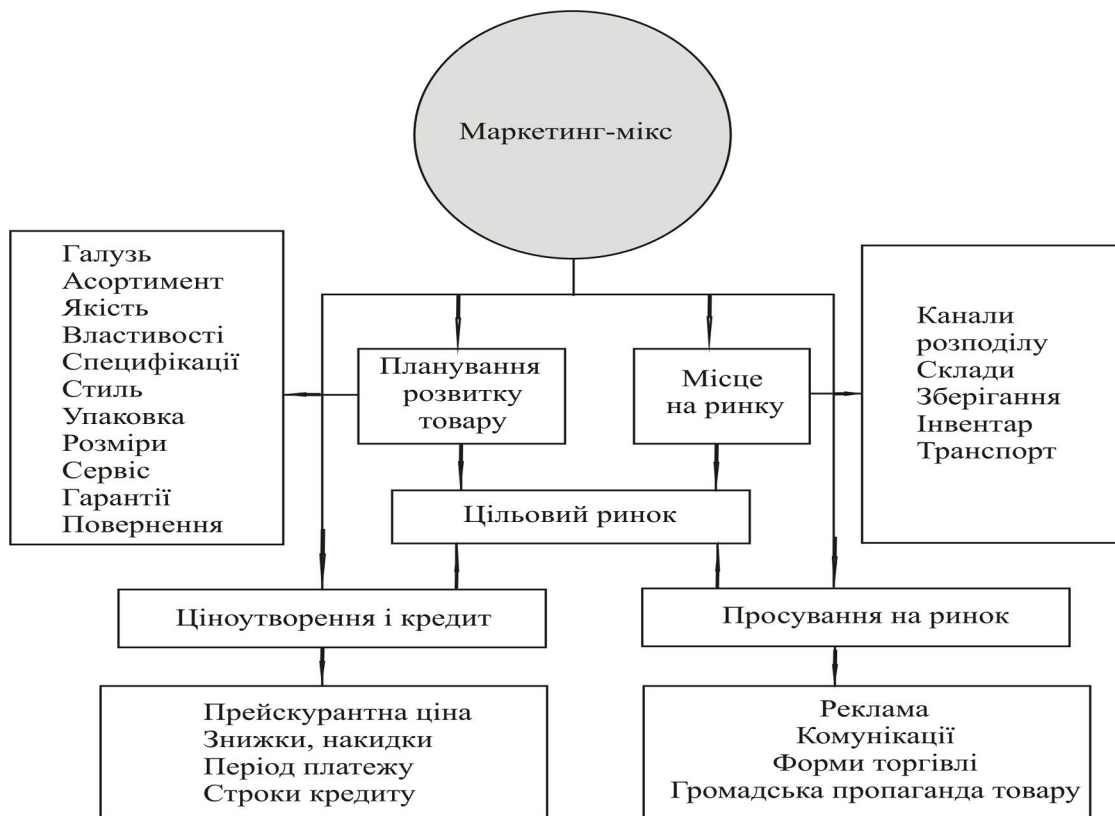 Маркетинг-мікс
Галузь
Асортимент
Якість
Властивості
Специфікації
Стиль
Упаковка
Розміри
Сервіс
Гарантії
Повернення
Планування
розвитку
товару
Місце
на ринку
Канали
розподілу
Склади
Зберігання
Інвентар
Транспорт
Цільовий ринок
Ціноутворення і кредит
Просування на ринок
Прейскурантна ціна
Знижки, накидки
Період платежу
Строки кредиту
Реклама
Комунікації
Форми торгівлі
Громадська пропаганда товару